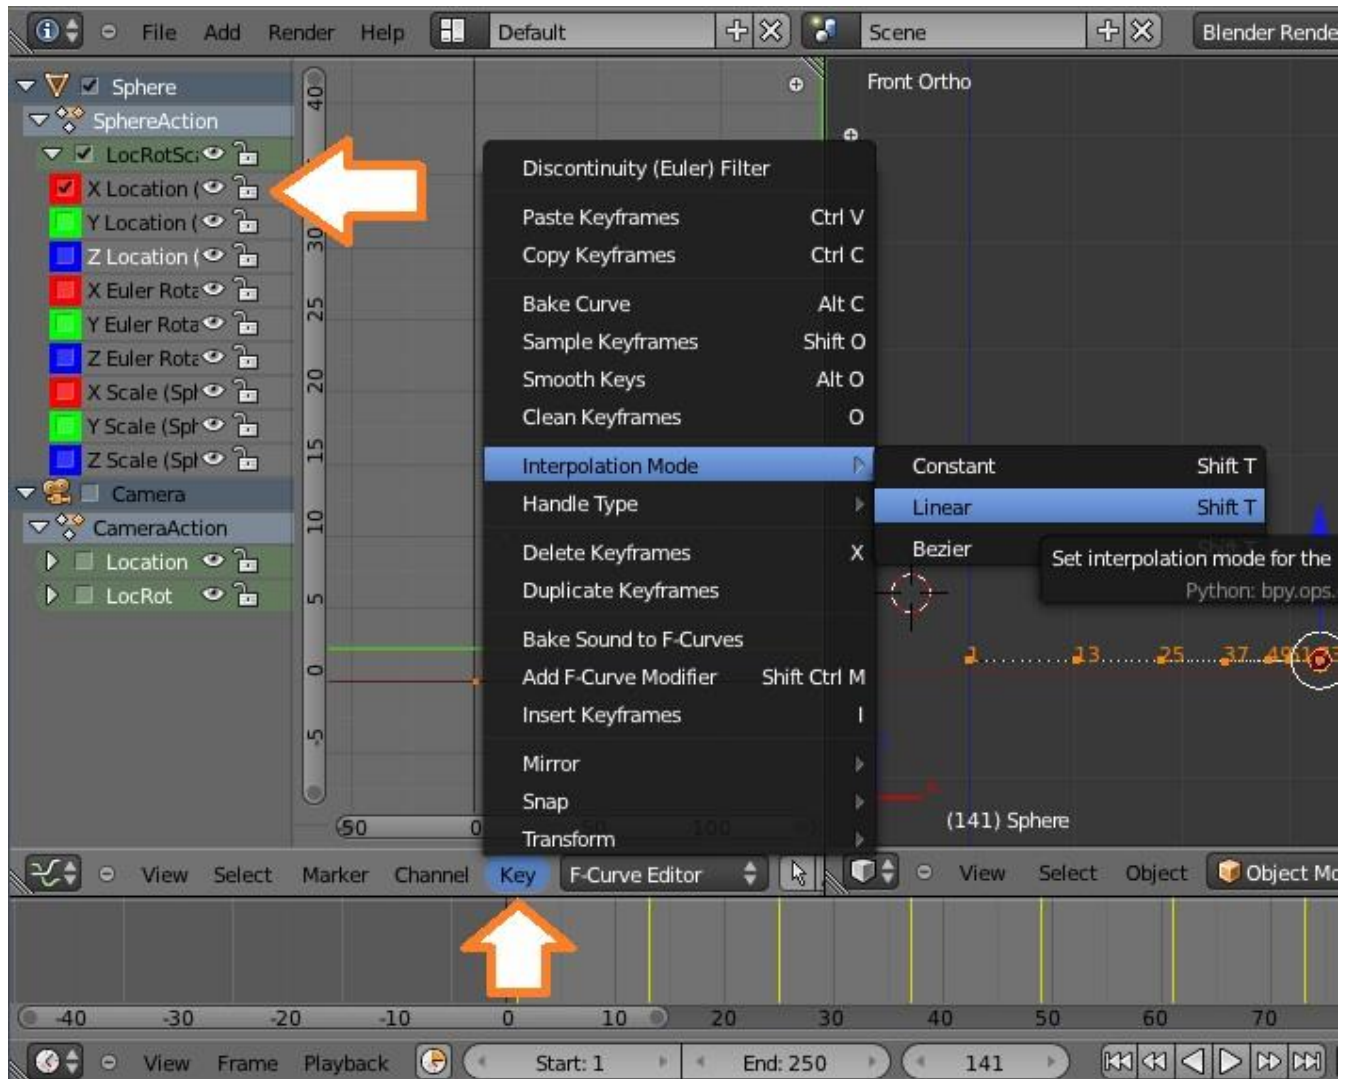 File Add Render Help Default Scene Blender Rende
Sphere
SphereAction
LocRotSc
X Location (
Y Location (
Z Location (
X Euler Rota
Y Euler Rota
Z Euler Rota
X Scale (Sph
Y Scale (Sph
Z Scale (Sph
Camera
CameraAction
Location
LocRot
40
30
25
20
15
10
5
0
-5
-50 0 100
Discontinuity (Euler) Filter
Paste Keyframes Ctrl V
Copy Keyframes Ctrl C
Bake Curve Alt C
Sample Keyframes Shift O
Smooth Keys Alt O
Clean Keyframes O
Interpolation Mode
Handle Type
Delete Keyframes X
Duplicate Keyframes
Bake Sound to F-Curves
Add F-Curve Modifier Shift Ctrl M
Insert Keyframes I
Mirror
Snap
Transform
Constant Shift T
Linear Shift T
Bezier
Set interpolation mode for the
Python: bpy.ops.
Front Ortho
1 13 25 37 49
(141) Sphere
View Select Marker Channel Key F-Curve Editor View Select Object Object Mo
-40 -30 -20 -10 0 10 20 30 40 50 60 70
View Frame Playback Start: 1 End: 250 141